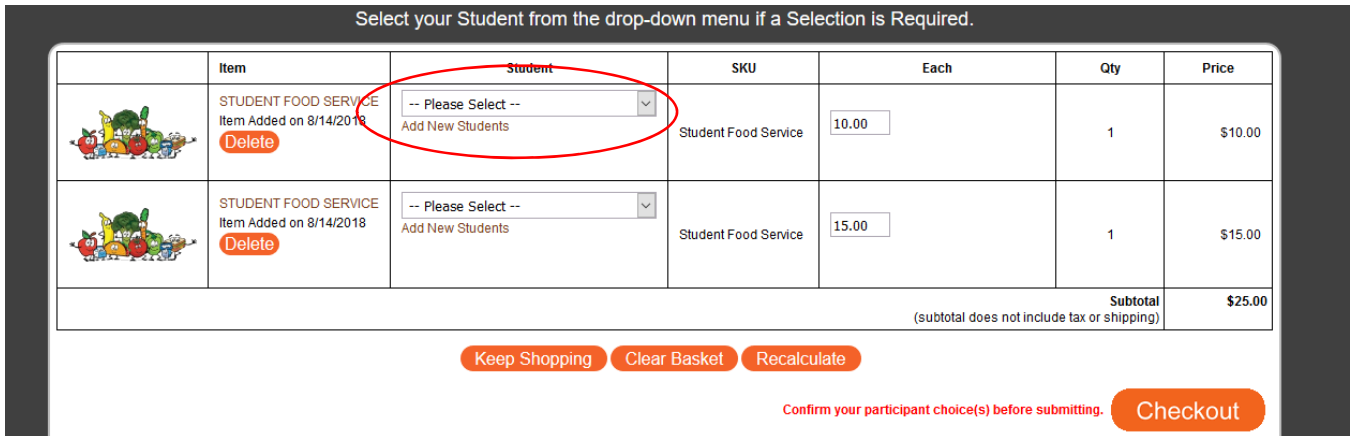 Select your Student from the drop-down menu if a Selection is Required.
Item Student SKU Each Qty Price
STUDENT FOOD SERVICE
Item Added on 8/14/2018
Delete
-- Please Select --
Add New Students
Student Food Service
10.00
1
$10.00
STUDENT FOOD SERVICE
Item Added on 8/14/2018
Delete
-- Please Select --
Add New Students
Student Food Service
15.00
1
$15.00
Subtotal $25.00
(subtotal does not include tax or shipping)
Keep Shopping Clear Basket Recalculate
Confirm your participant choice(s) before submitting. Checkout